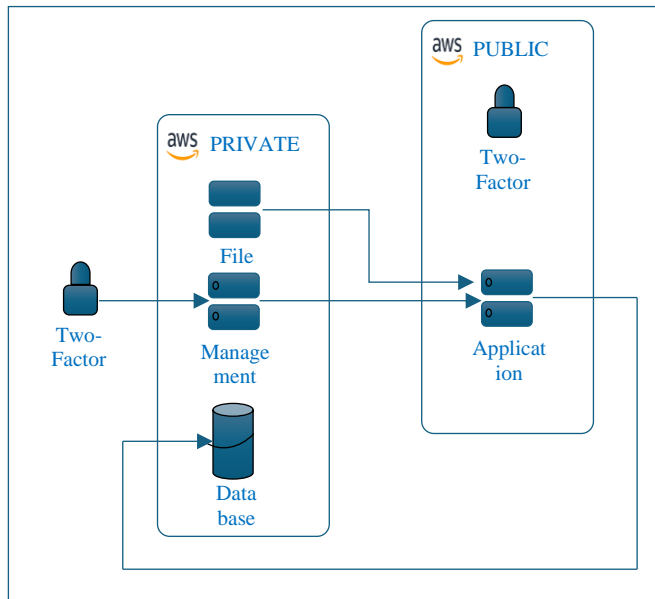 aws PUBLIC
Two-
Factor
aws PRIVATE
File
Two-
Factor
Manage
ment
Applicat
ion
Data
base